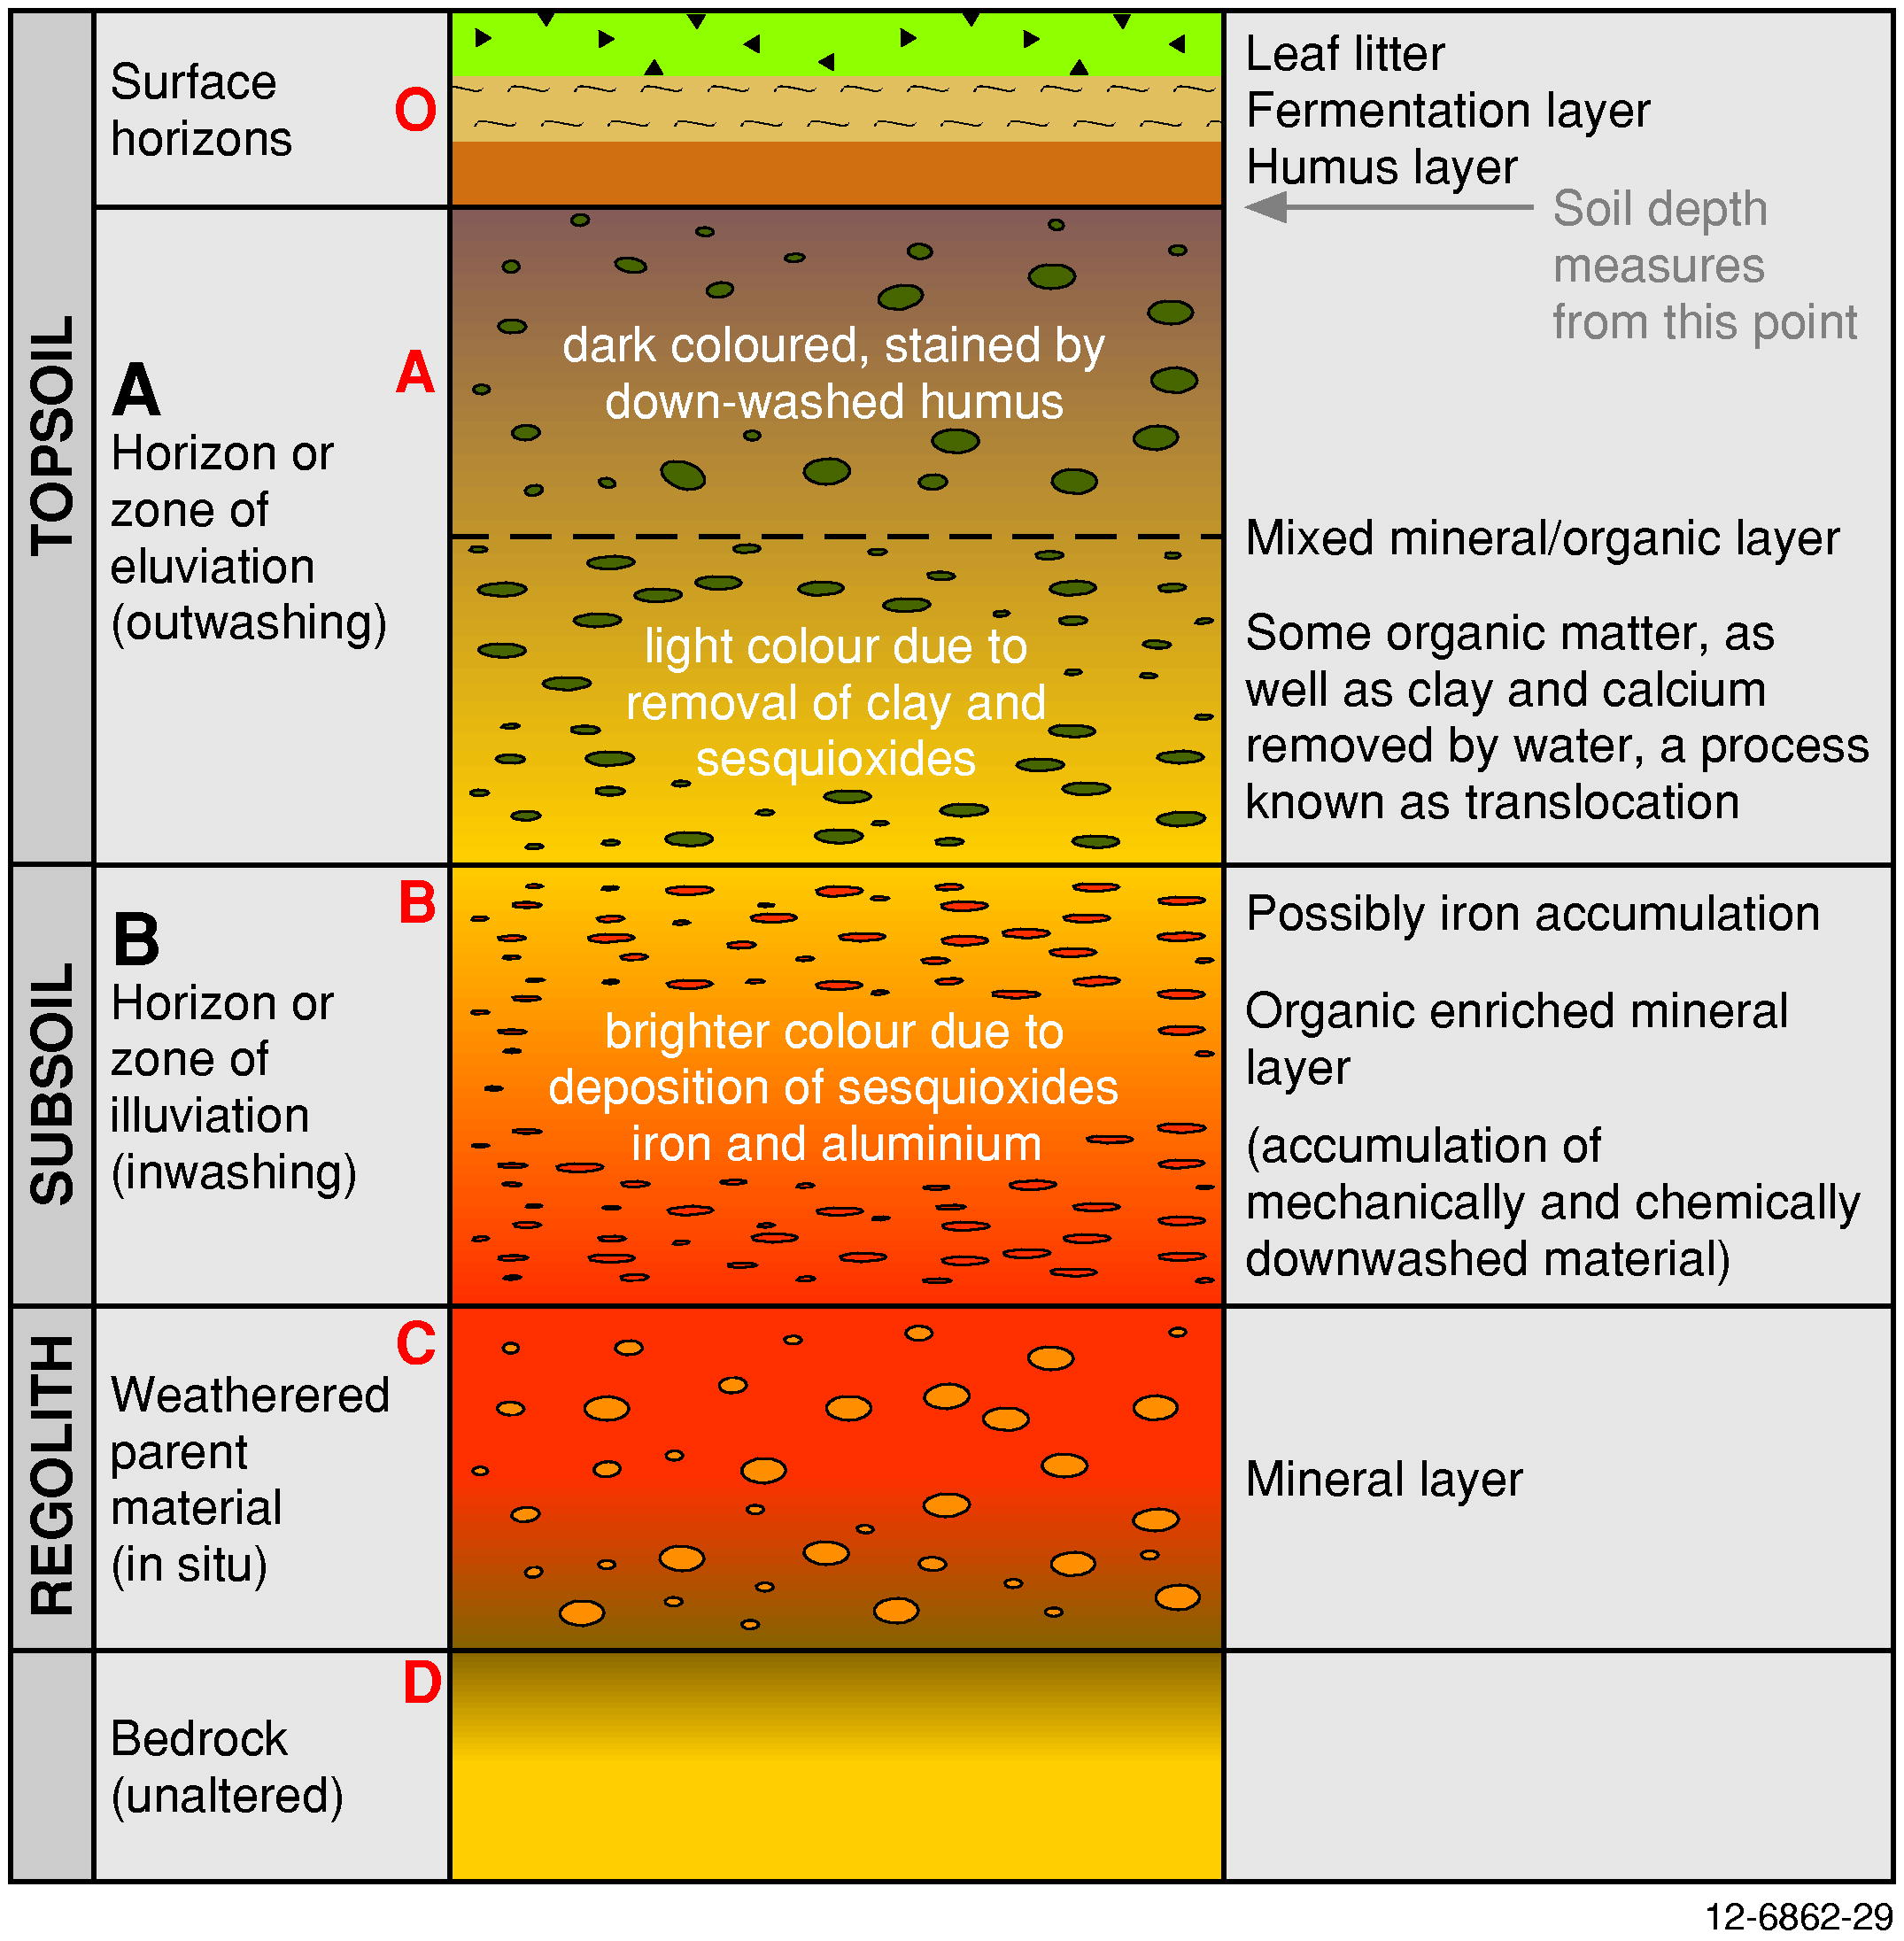 TOPSOIL
Surface
horizons
O
Leaf litter
Fermentation layer
Humus layer
Soil depth
measures
from this point
A
A
Horizon or
zone of
eluviation
(outwashing)
dark coloured, stained by
down-washed humus
light colour due to
removal of clay and
sesquioxides
Mixed mineral/organic layer
Some organic matter, as
well as clay and calcium
removed by water, a process
known as translocation
SUBSOIL
B
B
Horizon or
zone of
illuviation
(inwashing)
brighter colour due to
deposition of sesquioxides
iron and aluminium
Possibly iron accumulation
Organic enriched mineral
layer
(accumulation of
mechanically and chemically
downwashed material)
REGOLITH
C
Weatherered
parent
material
(in situ)
Mineral layer
D
Bedrock
(unaltered)
12-6862-29